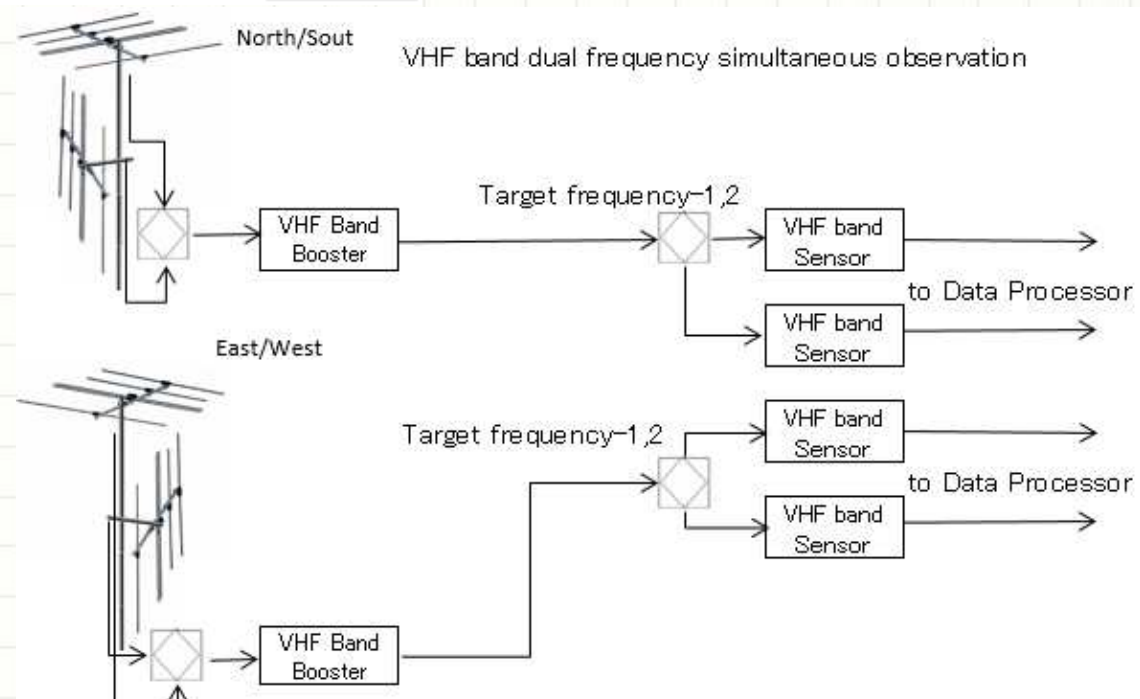 North/Sout
VHF band dual frequency simultaneous observation
Target frequency-1,2
VHF Band
Booster
VHF band
Sensor
to Data Processor
VHF band
Sensor
East/West
Target frequency-1,2
VHF band
Sensor
to Data Processor
VHF band
Sensor
VHF Band
Booster